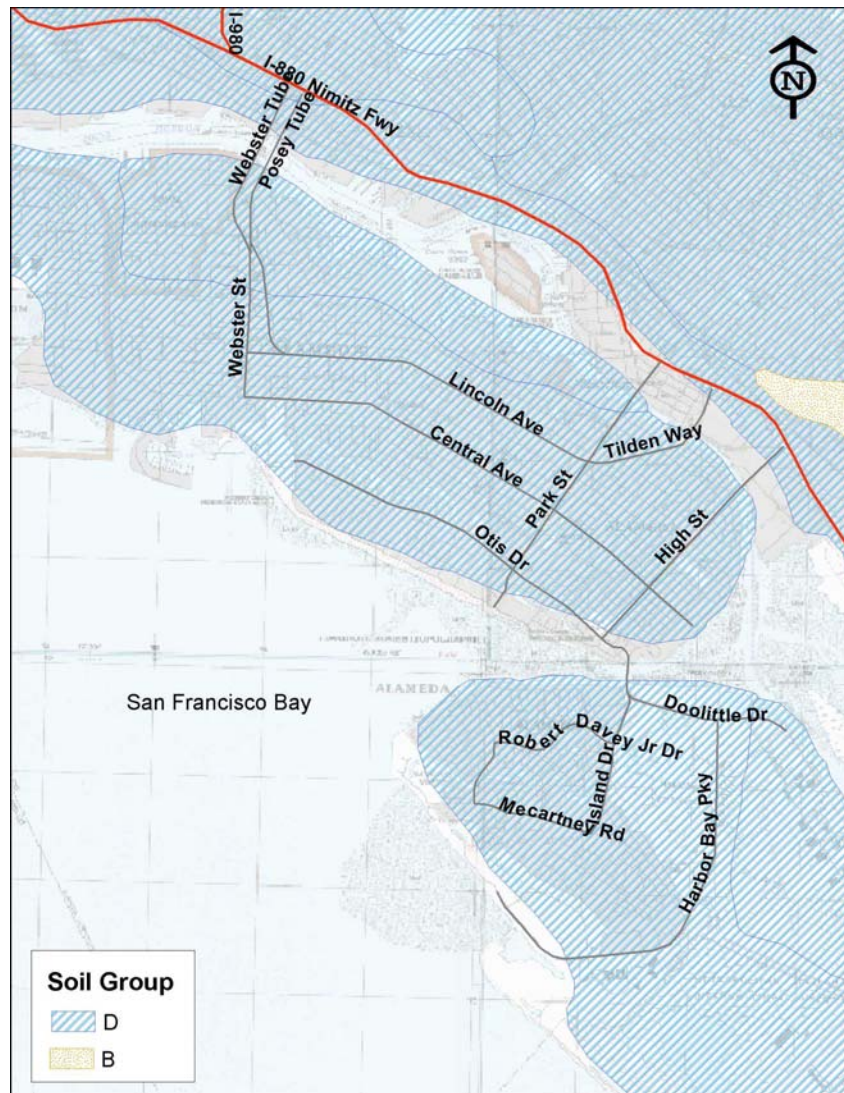 I-980
I-880 Nimitz Fwy
N
Webster Tube
Posey Tube
Webster St
Lincoln Ave
Tilden Way
Central Ave
Park St
High St
Otis Dr
ALAMEDA
San Francisco Bay
Doolittle Dr
Robert Davey Jr Dr
Island Dr
Mecartney Rd
Harbor Bay Pky
Soil Group
D
B